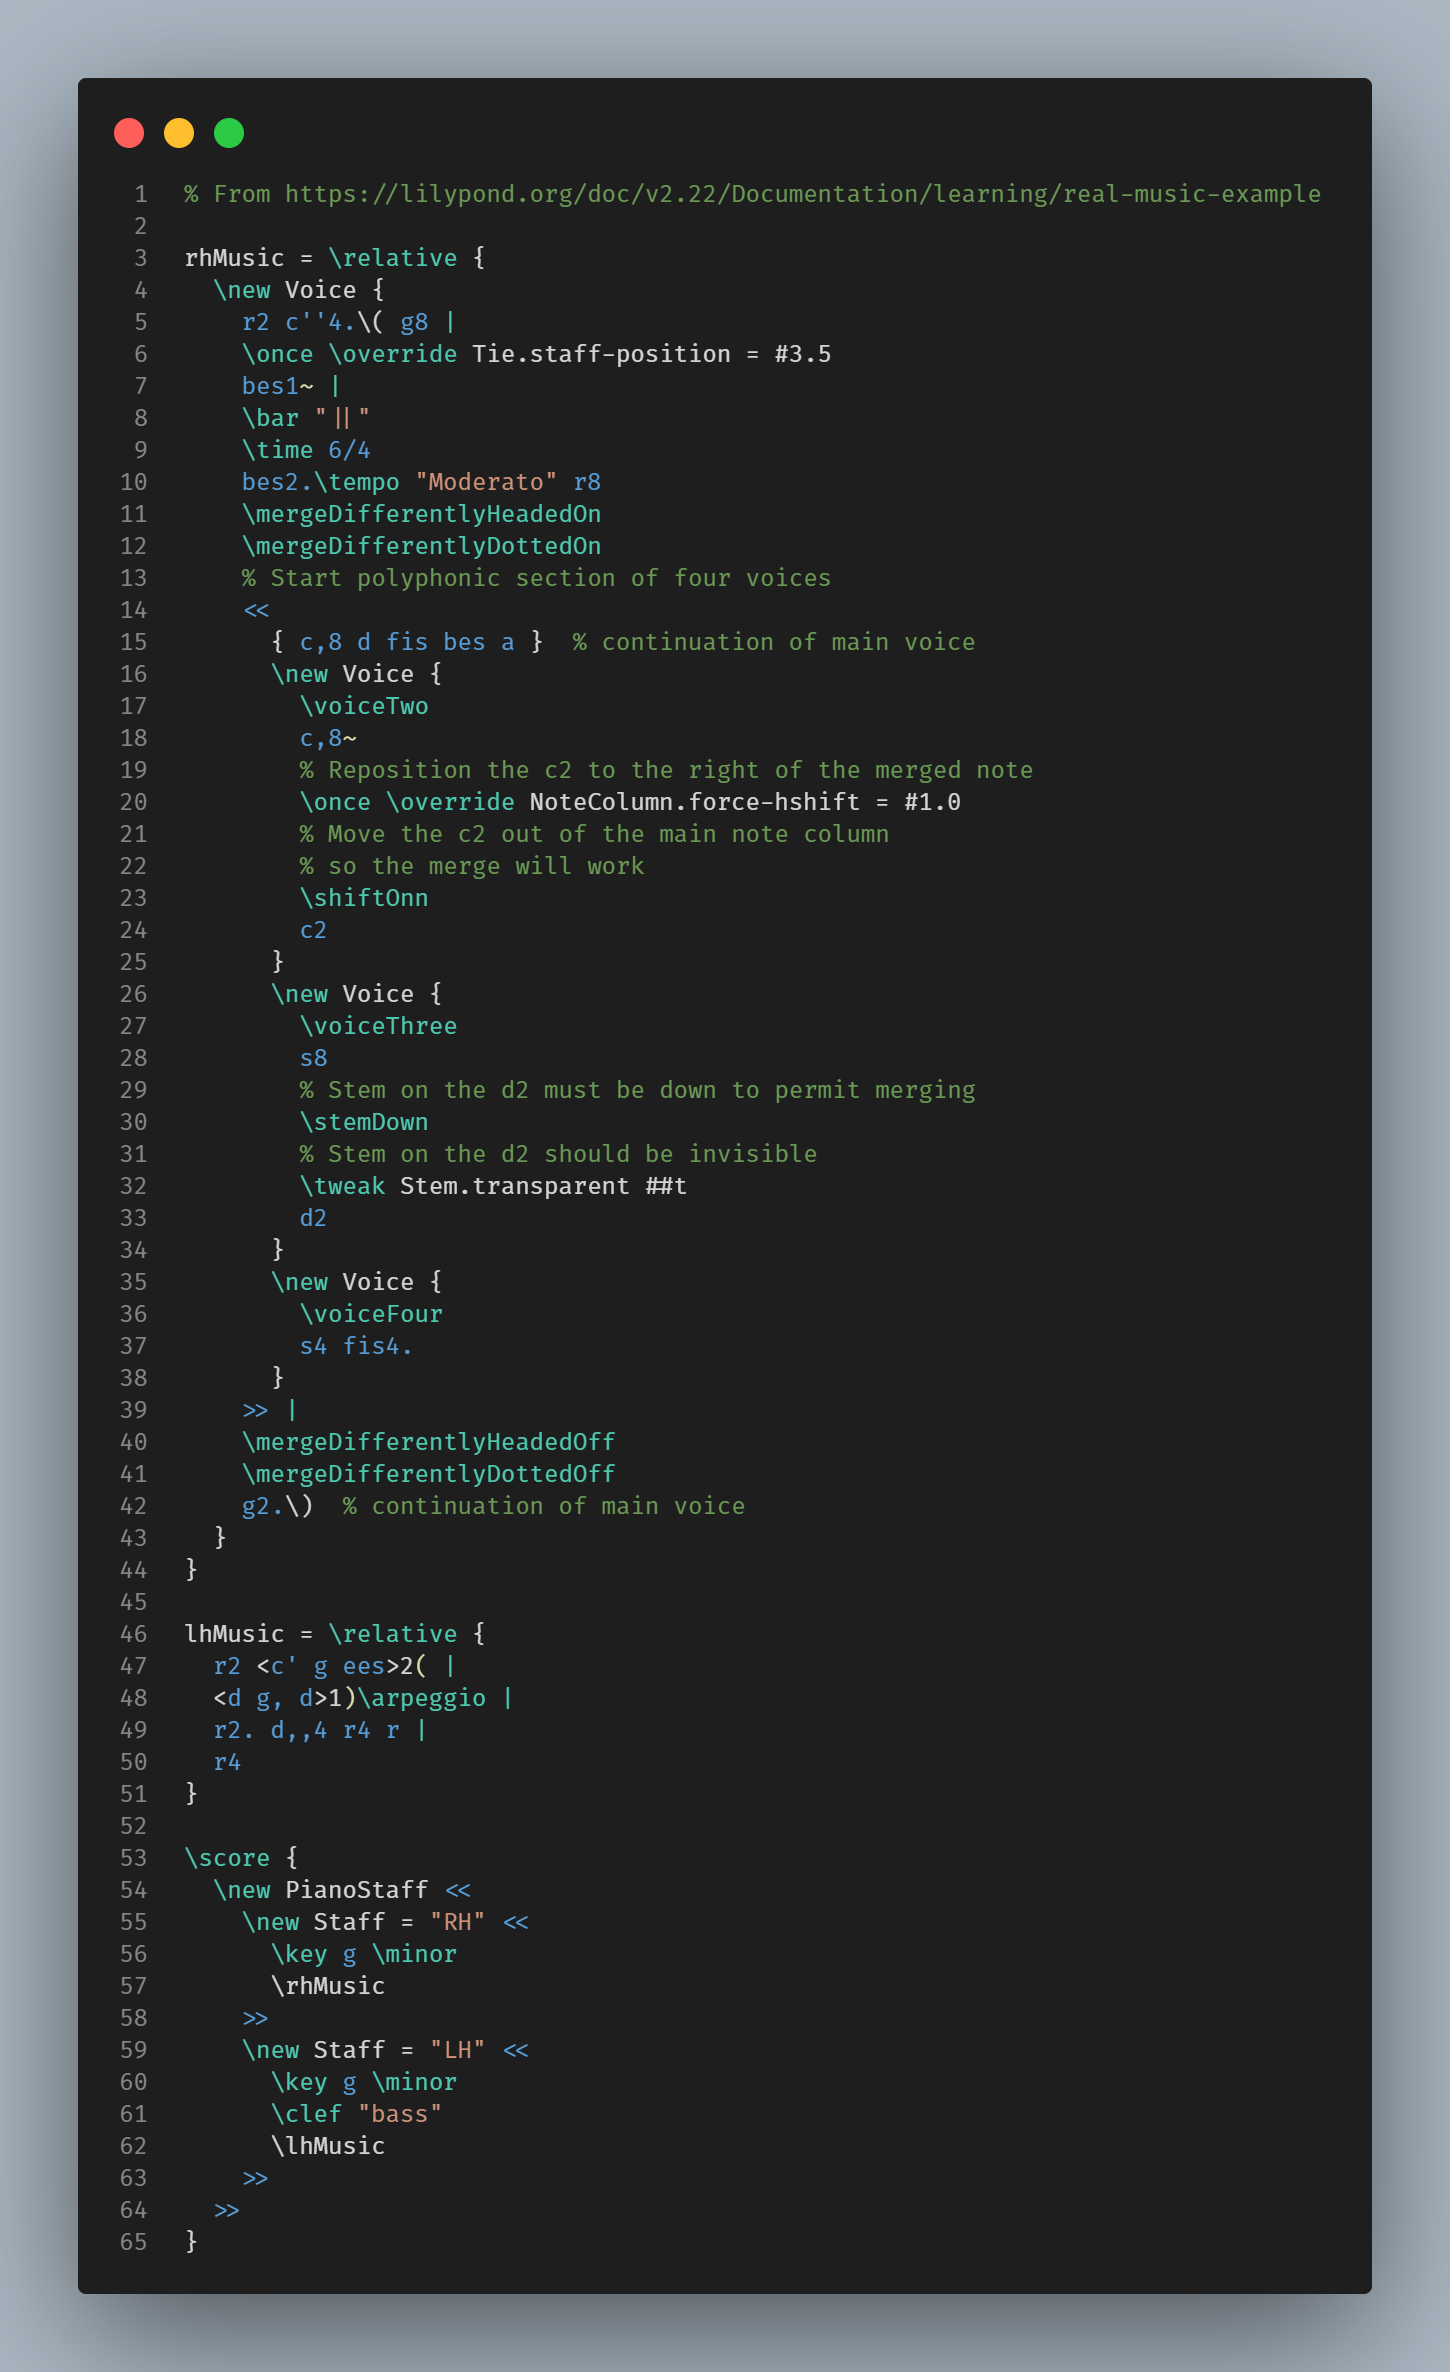 1 % From https://lilypond.org/doc/v2.22/Documentation/learning/real-music-example
2
3 rhMusic = \relative {
4   \new Voice {
5     r2 c''4.\( g8 |
6     \once \override Tie.staff-position = #3.5
7     bes1~ |
8     \bar "||"
9     \time 6/4
10     bes2.\tempo "Moderato" r8
11     \mergeDifferentlyHeadedOn
12     \mergeDifferentlyDottedOn
13     % Start polyphonic section of four voices
14     <<
15       { c,8 d fis bes a }  % continuation of main voice
16       \new Voice {
17         \voiceTwo
18         c,8~
19         % Reposition the c2 to the right of the merged note
20         \once \override NoteColumn.force-hshift = #1.0
21         % Move the c2 out of the main note column
22         % so the merge will work
23         \shiftOnn
24         c2
25       }
26       \new Voice {
27         \voiceThree
28         s8
29         % Stem on the d2 must be down to permit merging
30         \stemDown
31         % Stem on the d2 should be invisible
32         \tweak Stem.transparent ##t
33         d2
34       }
35       \new Voice {
36         \voiceFour
37         s4 fis4.
38       }
39     >> |
40     \mergeDifferentlyHeadedOff
41     \mergeDifferentlyDottedOff
42     g2.\)  % continuation of main voice
43   }
44 }
45
46 lhMusic = \relative {
47   r2 <c' g ees>2( |
48   <d g, d>1)\arpeggio |
49   r2. d,,4 r4 r |
50   r4
51 }
52
53 \score {
54   \new PianoStaff <<
55     \new Staff = "RH" <<
56       \key g \minor
57       \rhMusic
58     >>
59     \new Staff = "LH" <<
60       \key g \minor
61       \clef "bass"
62       \lhMusic
63     >>
64   >>
65 }